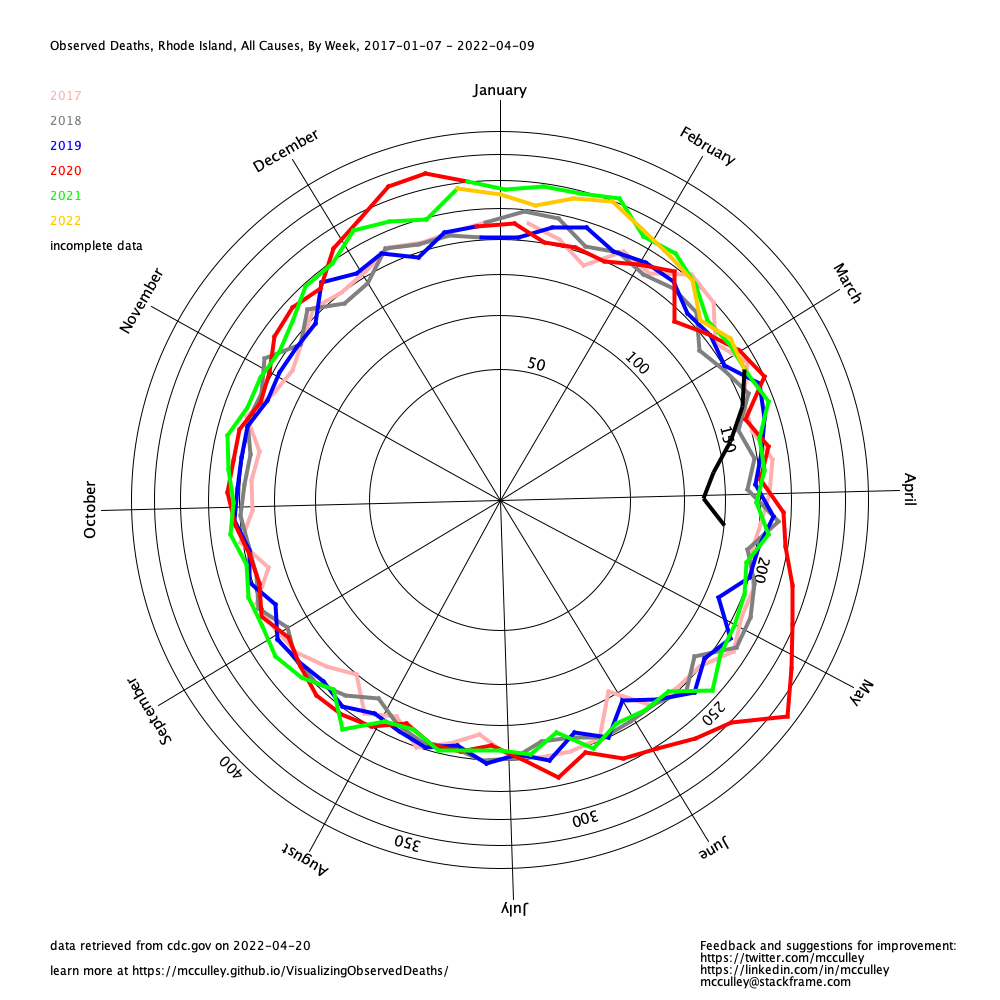 Observed Deaths, Rhode Island, All Causes, By Week, 2017-01-07 - 2022-04-09
2017
2018
2019
2020
2021
2022
incomplete data
January
February
March
April
May
June
July
August
September
October
November
December
50
100
150
200
250
300
350
400
data retrieved from cdc.gov on 2022-04-20
learn more at https://mcculley.github.io/VisualizingObservedDeaths/
Feedback and suggestions for improvement:
https://twitter.com/mcculley
https://linkedin.com/in/mcculley
mcculley@stackframe.com